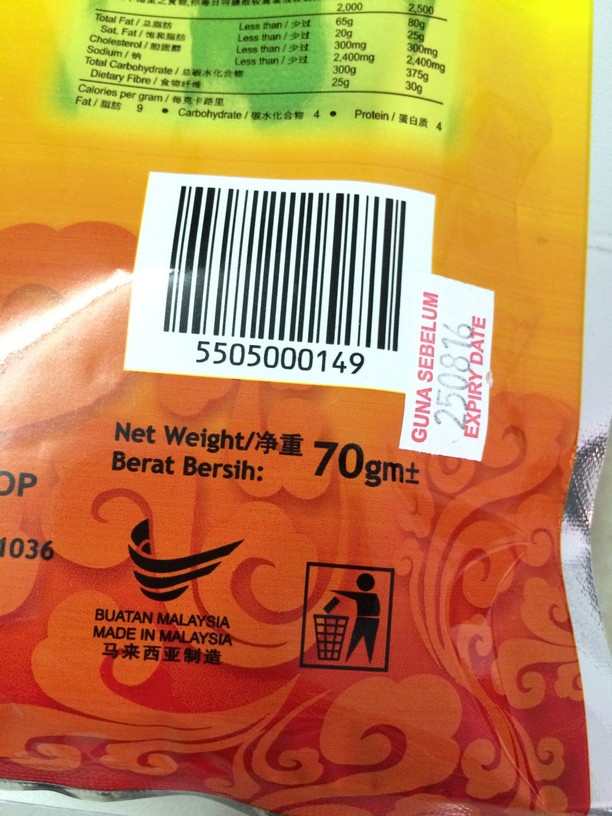 2,000 2,500
Total Fat / 总脂肪 Less than / 少过 65g 80g
Sat. Fat / 饱和脂肪 Less than / 少过 20g 25g
Cholesterol / 胆固醇 Less than / 少过 300mg 300mg
Sodium / 钠 Less than / 少过 2,400mg 2,400mg
Total Carbohydrate / 总碳水化合物 300g 375g
Dietary Fibre / 食物纤维 25g 30g
Calories per gram / 每克卡路里
Fat / 脂肪 9 • Carbohydrate / 碳水化合物 4 • Protein / 蛋白质 4
5505000149
GUNA SEBELUM
250816
EXPIRY DATE
Net Weight/净重
Berat Bersih: 70gm±
OP
1036
BUATAN MALAYSIA
MADE IN MALAYSIA
马来西亚制造